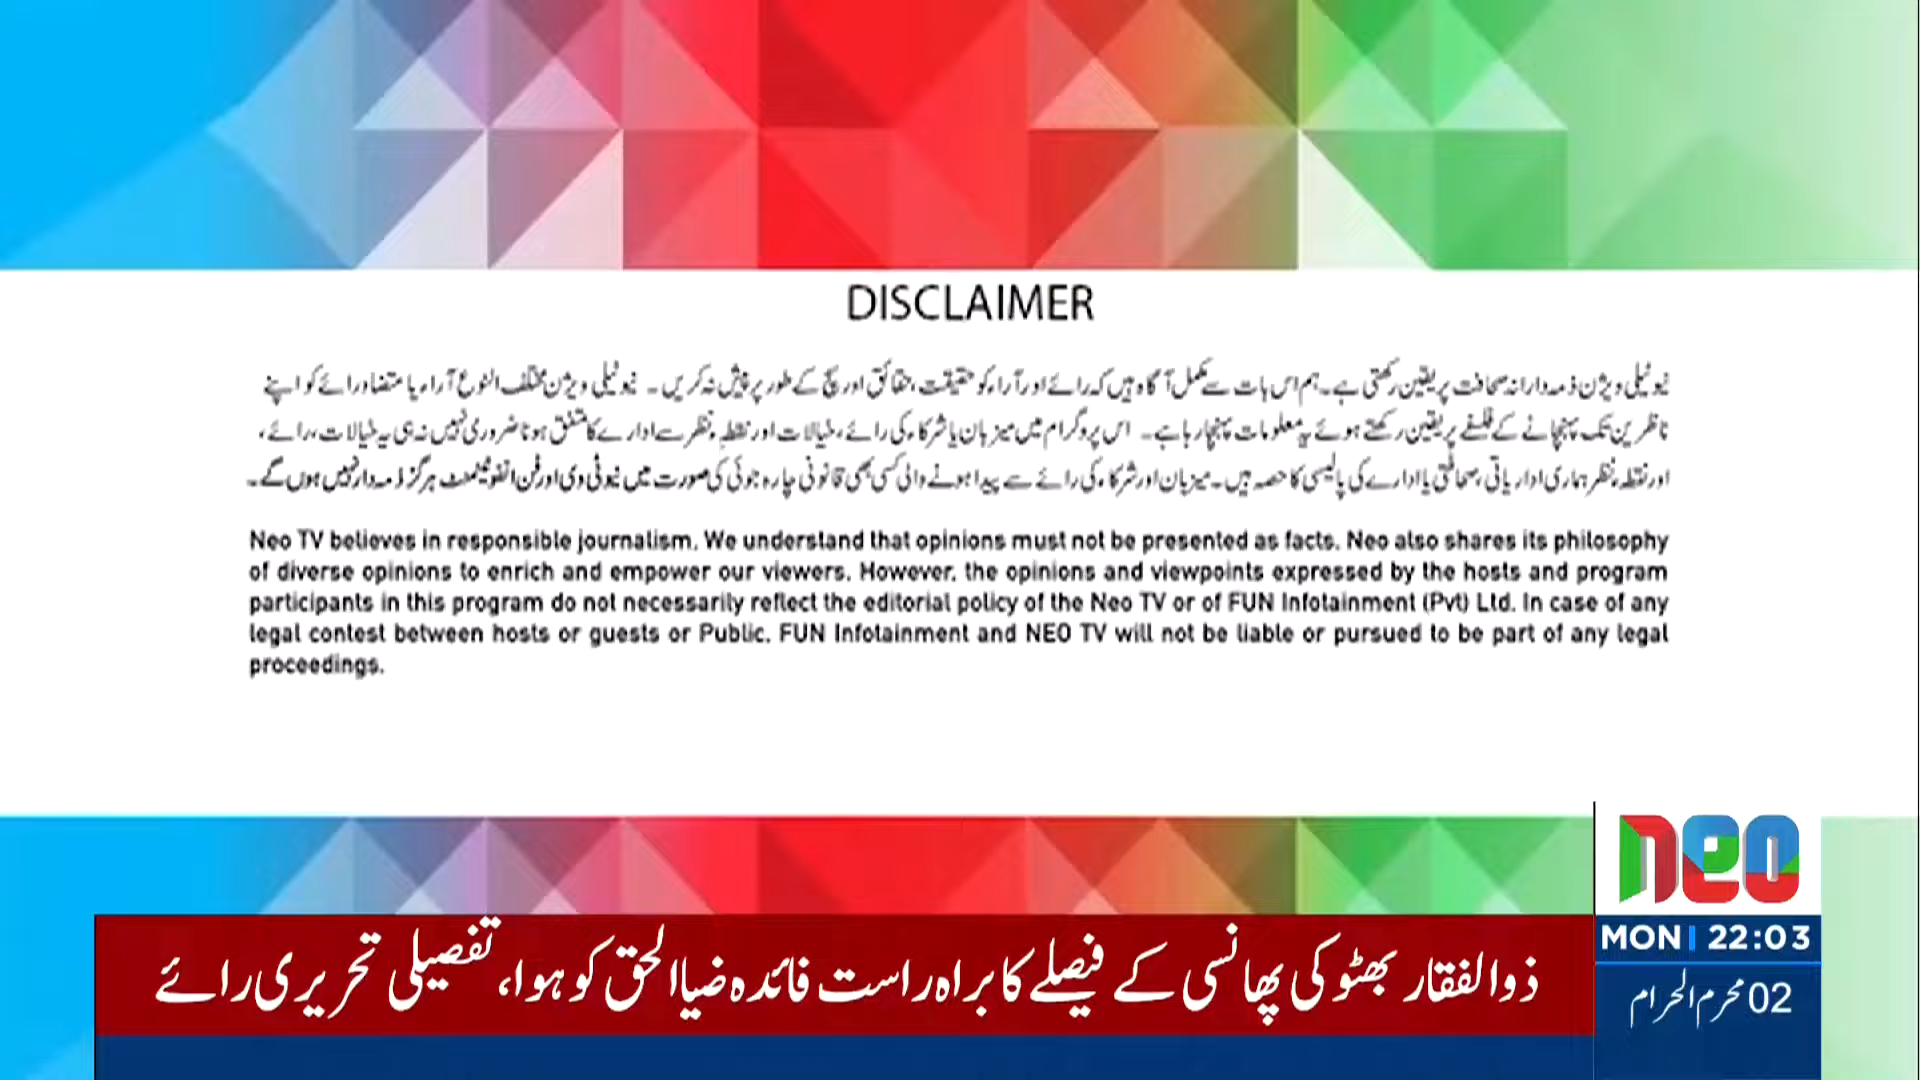 DISCLAIMER
نیو ٹیلی ویژن ذمہ دارانہ صحافت پر یقین رکھتی ہے۔ ہم اس بات سے مکمل آگاہ ہیں کہ رائے اور آراء کو حقیقت، حقائق اور سچ کے طور پر پیش نہ کریں۔ نیو ٹیلی ویژن مختلف النوع آراء یا متضاد رائے کو اپنے
ناظرین تک پہنچانے کے فلسفے پر یقین رکھتے ہوئے یہ معلومات پہنچا رہا ہے۔ اس پروگرام میں میزبان یا شرکاء کی رائے، خیالات اور نقطہ نظر سے ادارے کا متفق ہونا ضروری نہیں نہ ہی یہ خیالات، رائے،
اور نقطہ نظر ہماری ادارتی، صحافتی یا ادارے کی پالیسی کا حصہ ہیں۔ میزبان اور شرکاء کی رائے سے پیدا ہونے والی کسی بھی قانونی چارہ جوئی کی صورت میں نیو ٹی وی اور فن انفوٹینمنٹ ہرگز ذمہ دار نہیں ہوں گے۔
Neo TV believes in responsible journalism. We understand that opinions must not be presented as facts. Neo also shares its philosophy
of diverse opinions to enrich and empower our viewers. However, the opinions and viewpoints expressed by the hosts and program
participants in this program do not necessarily reflect the editorial policy of the Neo TV or of FUN Infotainment (Pvt) Ltd. In case of any
legal contest between hosts or guests or Public. FUN Infotainment and NEO TV will not be liable or pursued to be part of any legal
proceedings.
neo
MON | 22:03
02 محرم الحرام
ذوالفقار بھٹو کی پھانسی کے فیصلے کا براہ راست فائدہ ضیاالحق کو ہوا، تفصیلی تحریری رائے